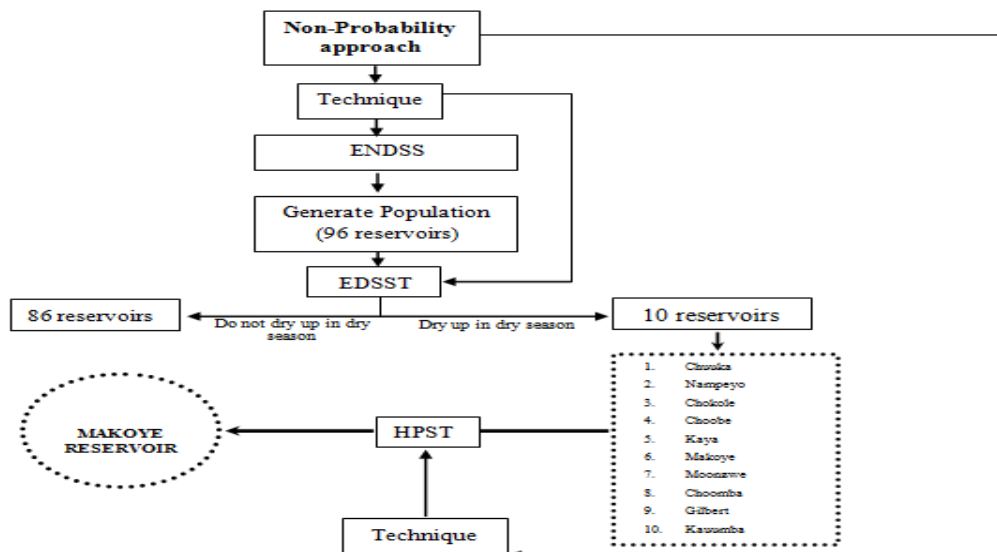 Non-Probability
approach
Technique
ENDSS
Generate Population
(96 reservoirs)
EDSST
86 reservoirs
Do not dry up in dry
season
Dry up in dry season
10 reservoirs
1. Chuuka
2. Nampeyo
3. Chokole
4. Choobe
5. Kaya
6. Makoye
7. Moonzwe
8. Choomba
9. Gilbert
10. Kauumba
MAKOYE
RESERVOIR
HPST
Technique